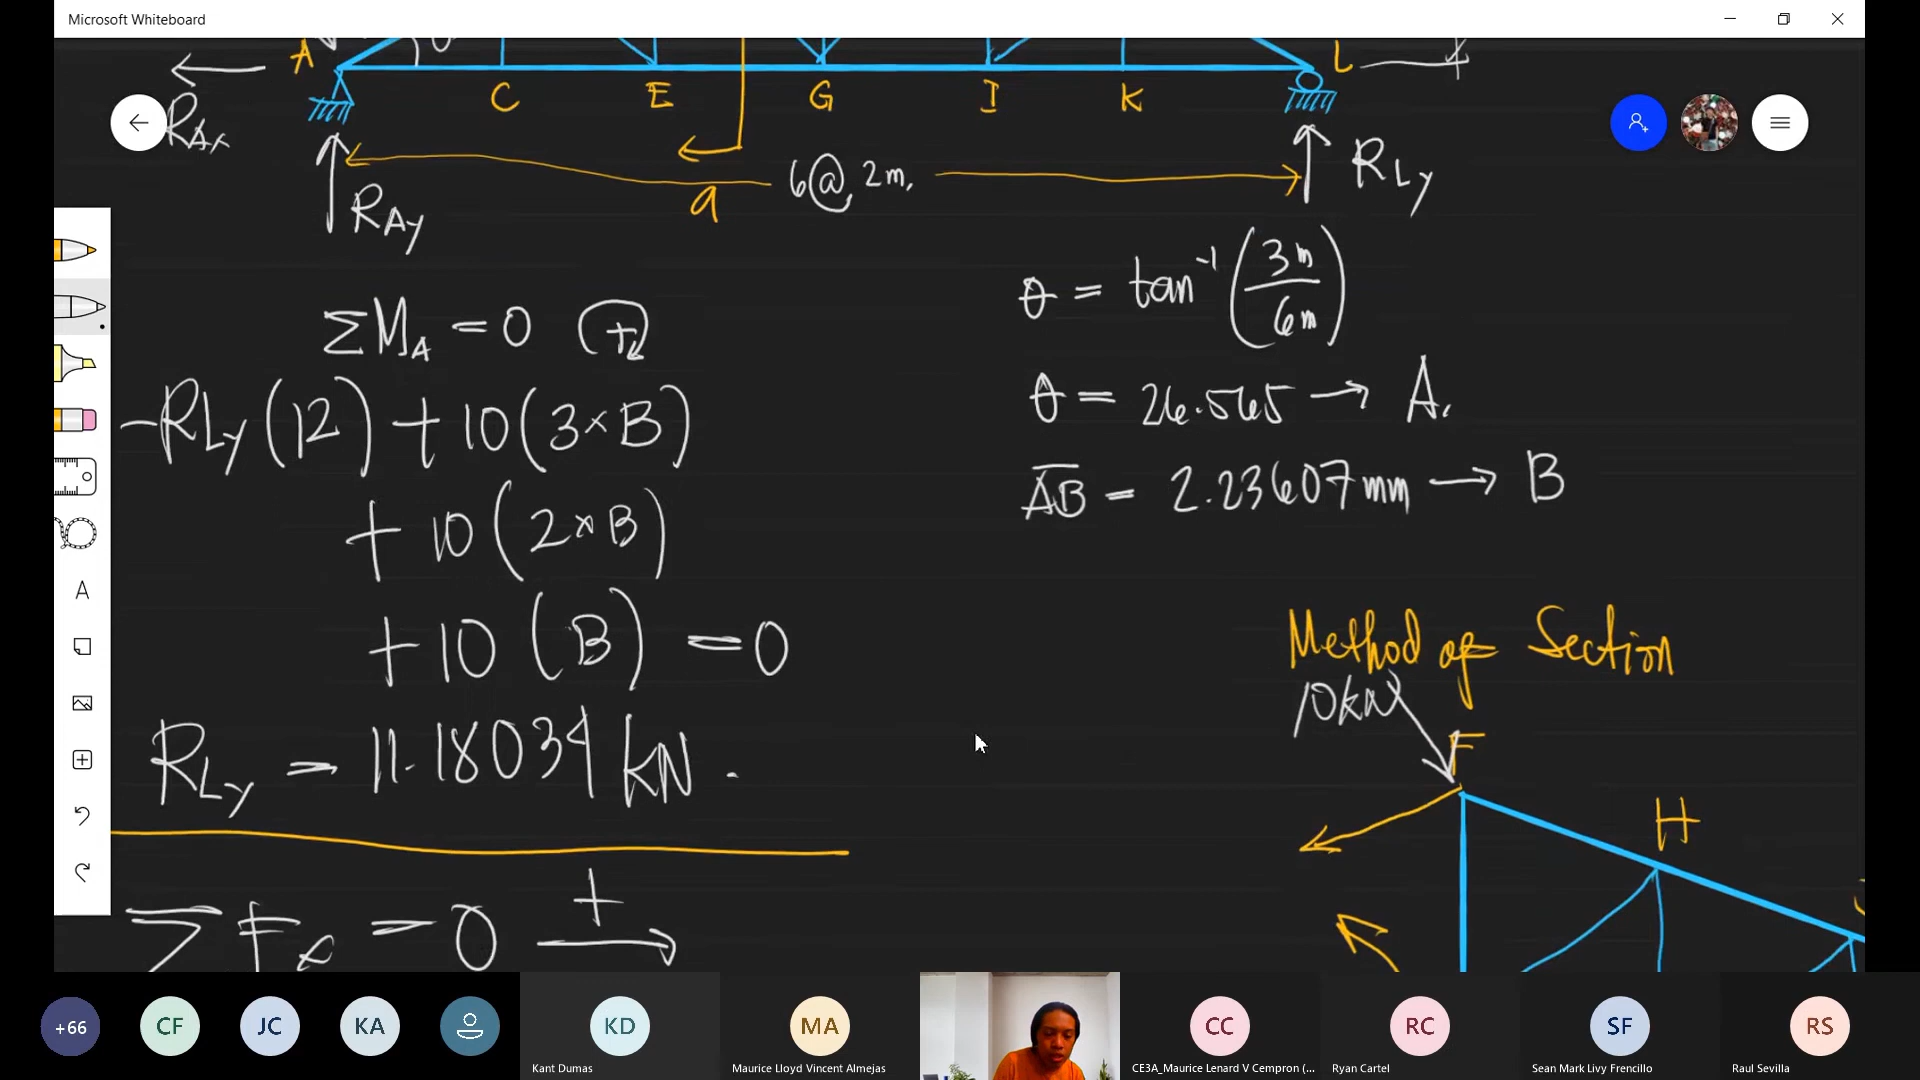 Microsoft Whiteboard
A
L
C
E
G
I
K
RAx
6@ 2m.
RAy
a
RLy
θ = tan⁻¹ (3m/6m)
θ = 26.565 → A.
AB = 2.23607mm → B
ΣMA = 0 (+
-RLy (12) + 10 (3×B)
+ 10 (2×B)
+ 10 (B) = 0
RLy = 11.18034 kN.
Method of Section
10kN
F
H
ΣFx = 0 + →
A
+66
CF
JC
KA
KD
MA
CC
RC
SF
RS
Kant Dumas
Maurice Lloyd Vincent Almejas
CE3A_Maurice Lenard V Cempron (...
Ryan Cartel
Sean Mark Livy Frencillo
Raul Sevilla